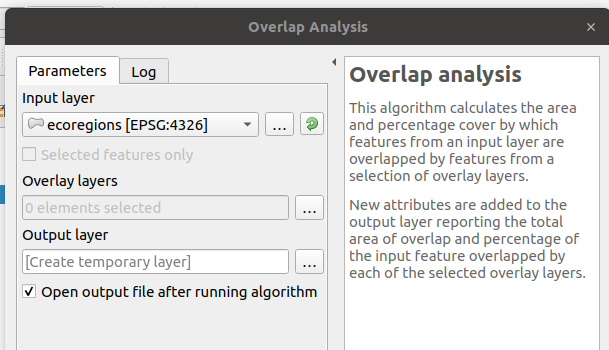 Overlap Analysis
Parameters
Log
Input layer
ecoregions [EPSG:4326]
...
Selected features only
Overlay layers
0 elements selected
...
Output layer
[Create temporary layer]
...
Open output file after running algorithm
Overlap analysis
This algorithm calculates the area
and percentage cover by which
features from an input layer are
overlapped by features from a
selection of overlay layers.
New attributes are added to the
output layer reporting the total
area of overlap and percentage of
the input feature overlapped by
each of the selected overlay layers.